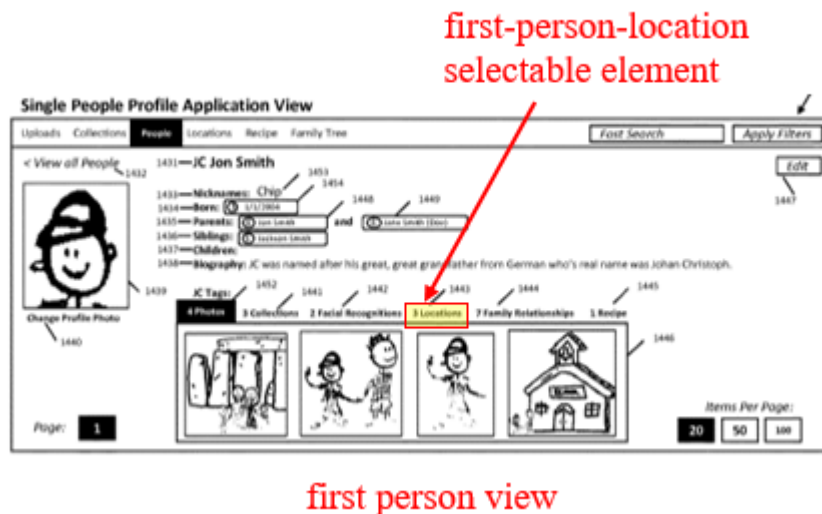 first-person-location
selectable element
Single People Profile Application View
Uploads Collections People Locations Recipe Family Tree Fast Search Apply Filters
< View all People 1432 1431 JC Jon Smith Edit
1453
1433 Nicknames: Chip 1454 1447
1434 Born: 1/1/2004 1448 1449
1435 Parents: Jon Smith and Jane Smith (Doe)
1436 Siblings: Jackson Smith
1437 Children:
1438 Biography: JC was named after his great, great grandfather from German who's real name was Johan Christoph.
1439 JC Tags: 1452 1441 1442 1443 1444 1445
4 Photos 3 Collections 2 Facial Recognitions 3 Locations 7 Family Relationships 1 Recipe
Change Profile Photo
1440 1446
Items Per Page:
Page: 1 20 50 100
first person view